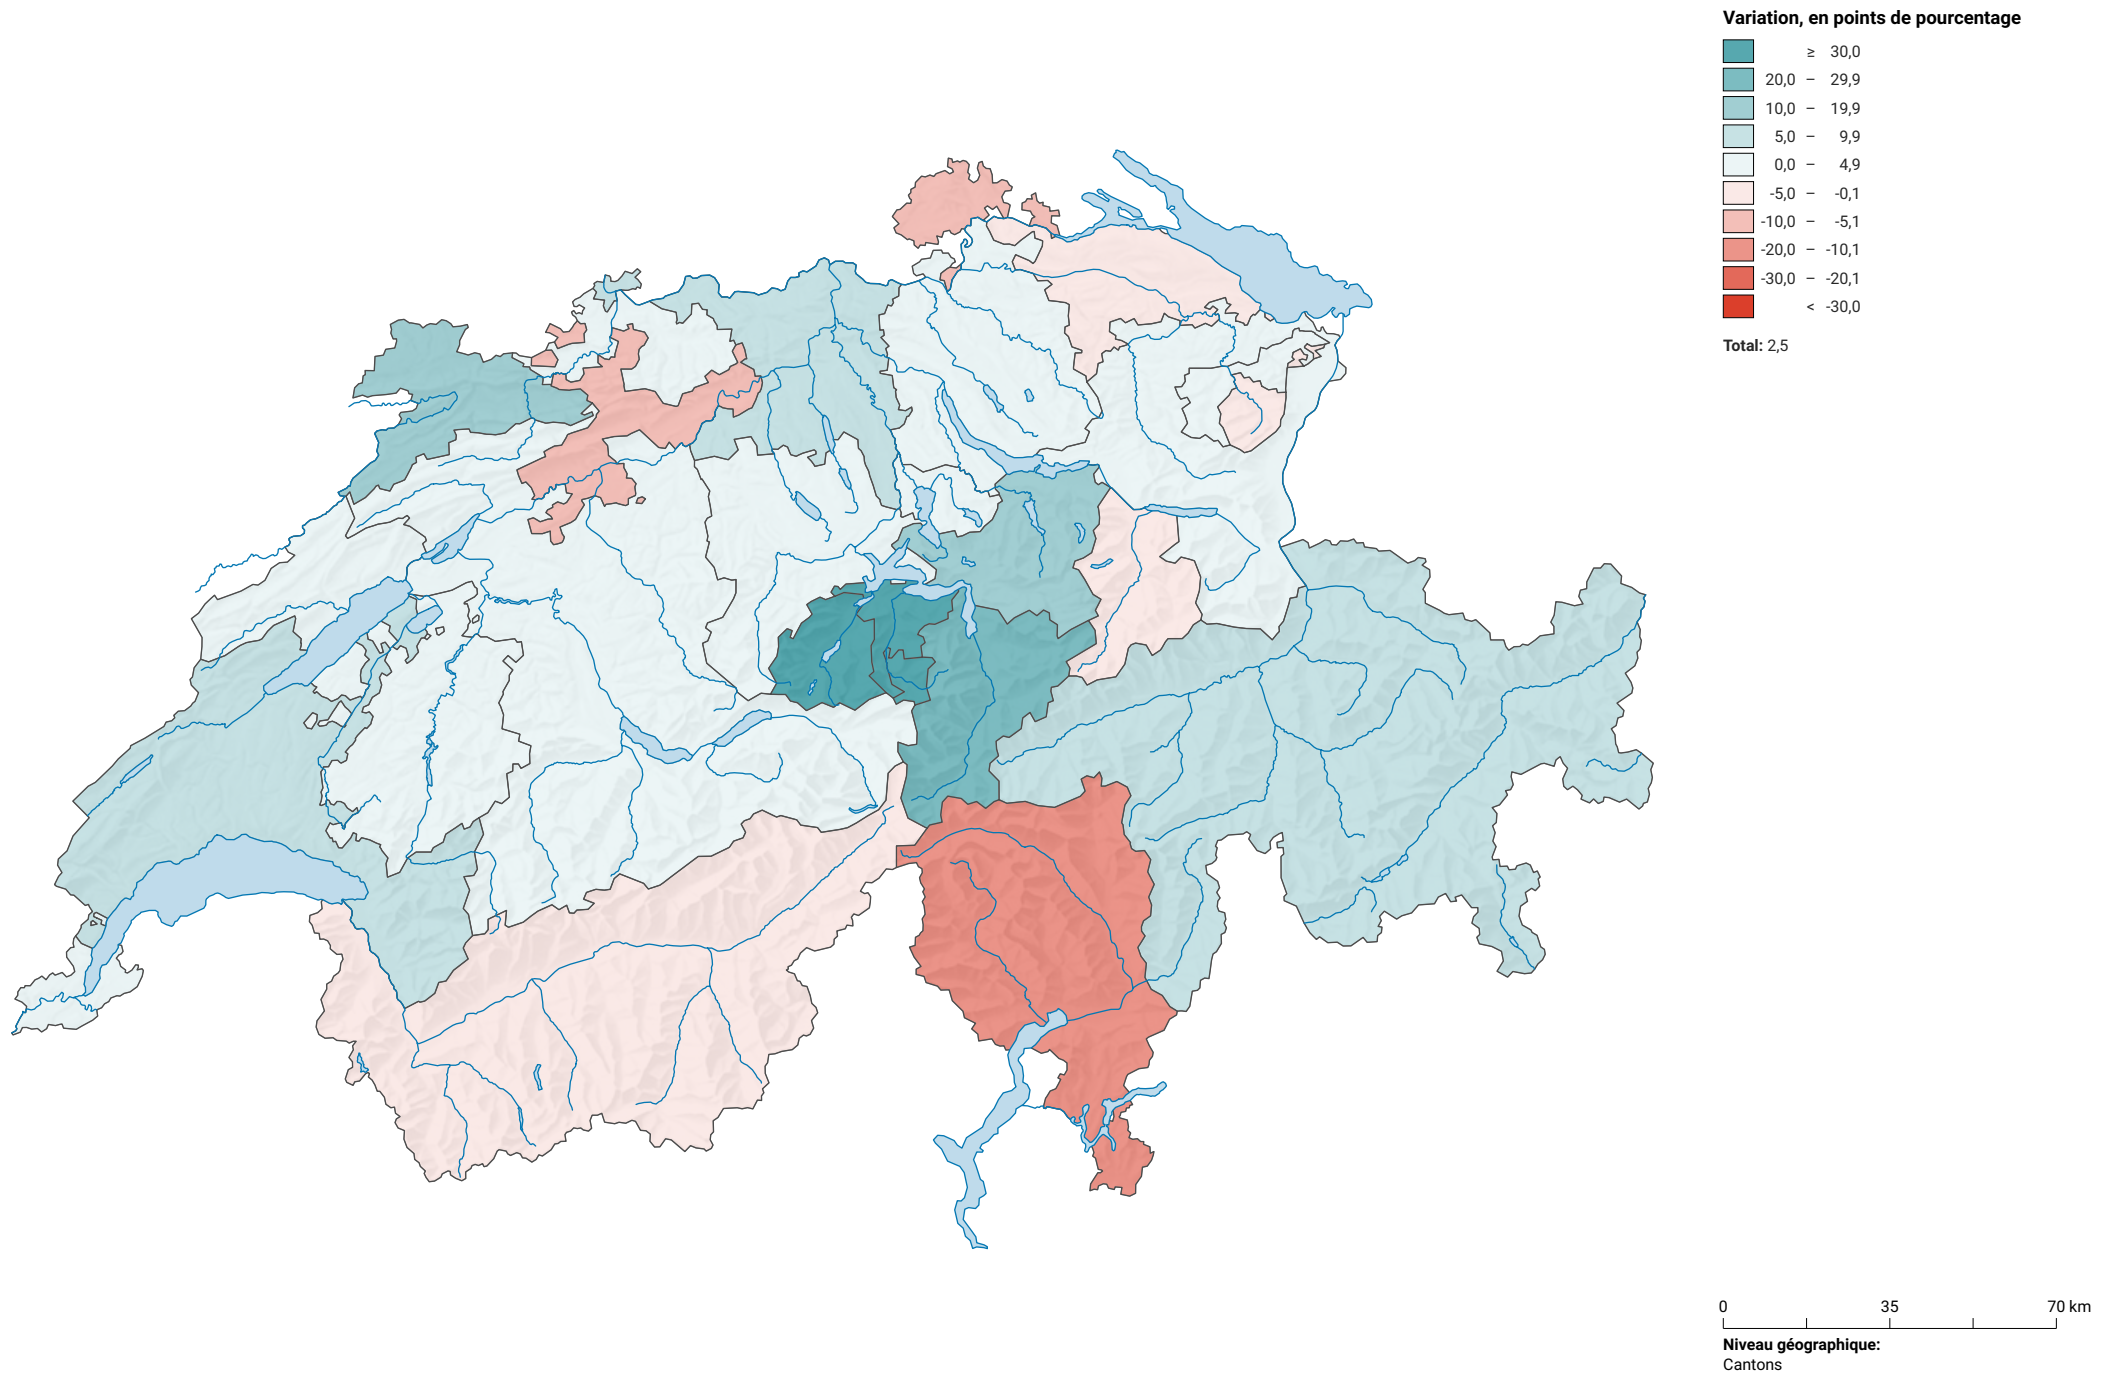 Variation, en points de pourcentage
≥ 30,0
20,0 – 29,9
10,0 – 19,9
5,0 – 9,9
0,0 – 4,9
-5,0 – -0,1
-10,0 – -5,1
-20,0 – -10,1
-30,0 – -20,1
< -30,0
Total: 2,5
0 35 70 km
Niveau géographique:
Cantons